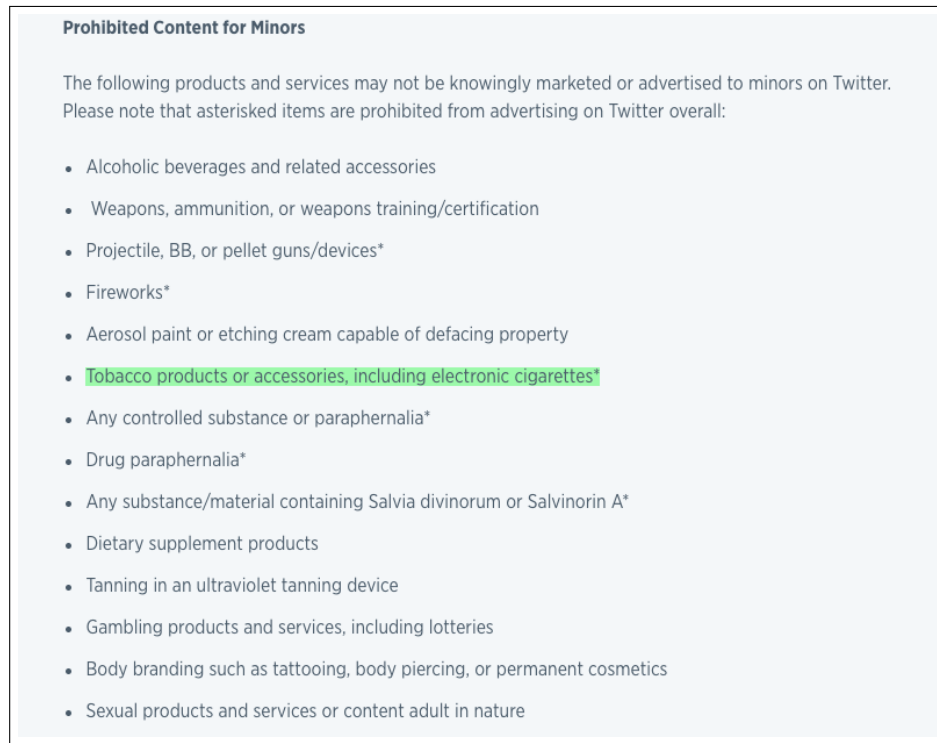 Prohibited Content for Minors
The following products and services may not be knowingly marketed or advertised to minors on Twitter.
Please note that asterisked items are prohibited from advertising on Twitter overall:
• Alcoholic beverages and related accessories
• Weapons, ammunition, or weapons training/certification
• Projectile, BB, or pellet guns/devices*
• Fireworks*
• Aerosol paint or etching cream capable of defacing property
• Tobacco products or accessories, including electronic cigarettes*
• Any controlled substance or paraphernalia*
• Drug paraphernalia*
• Any substance/material containing Salvia divinorum or Salvinorin A*
• Dietary supplement products
• Tanning in an ultraviolet tanning device
• Gambling products and services, including lotteries
• Body branding such as tattooing, body piercing, or permanent cosmetics
• Sexual products and services or content adult in nature